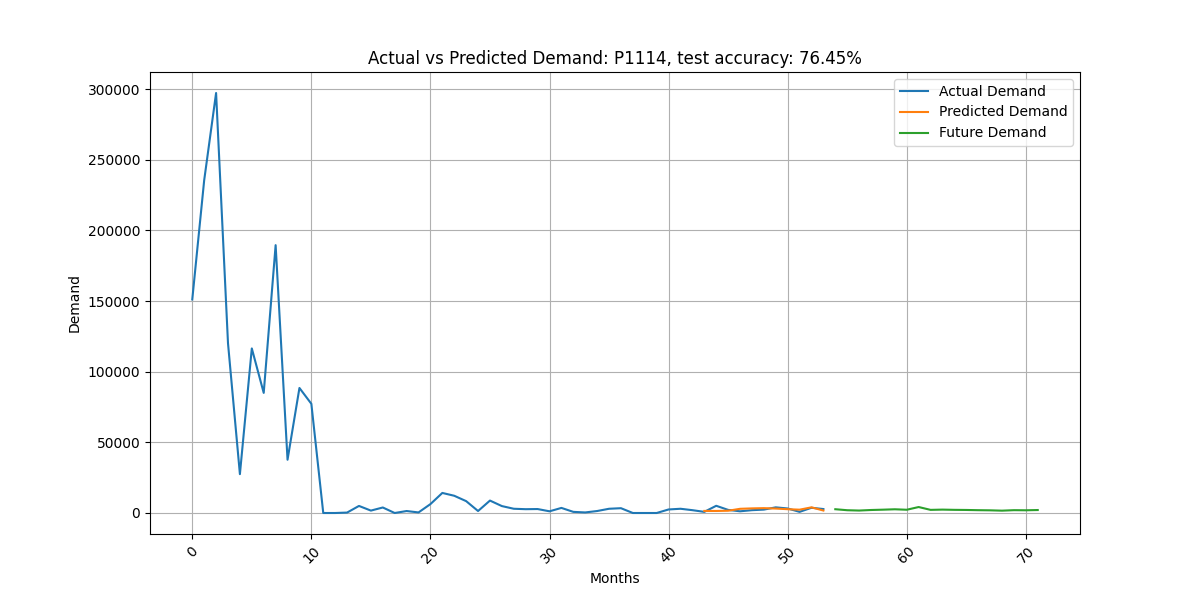 Actual vs Predicted Demand: P1114, test accuracy: 76.45%
Actual Demand
Predicted Demand
Future Demand
300000
250000
200000
150000
100000
50000
0
Demand
0 10 20 30 40 50 60 70
Months